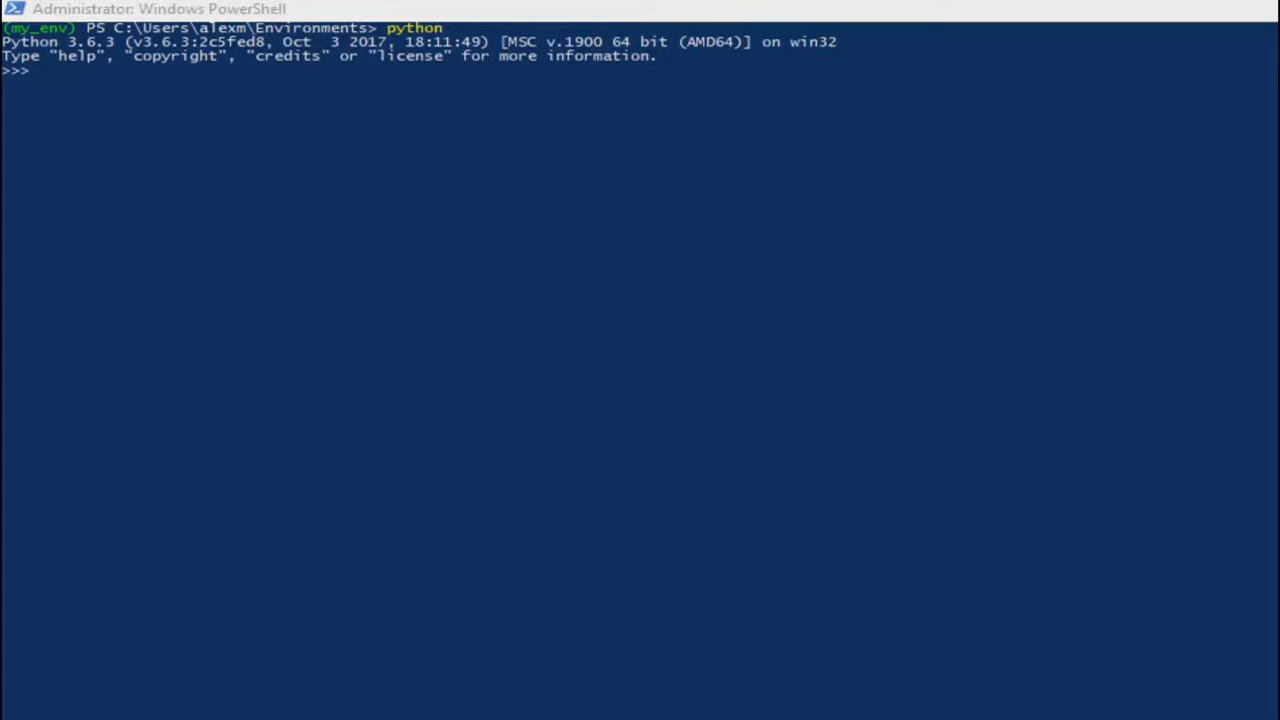 Administrator: Windows PowerShell
(my_env) PS C:\Users\alexm\Environments> python
Python 3.6.3 (v3.6.3:2c5fed8, Oct  3 2017, 18:11:49) [MSC v.1900 64 bit (AMD64)] on win32
Type "help", "copyright", "credits" or "license" for more information.
>>>